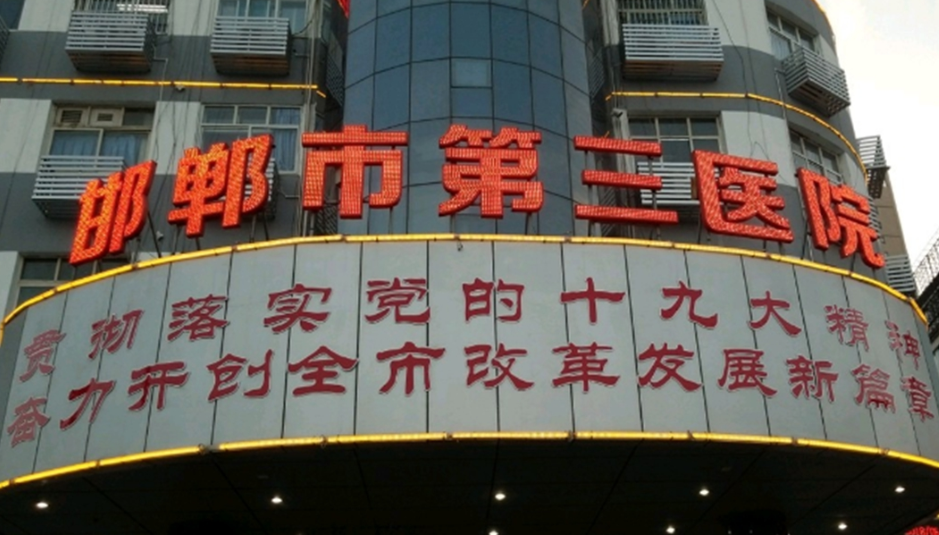 邯郸市第三医院
贯彻落实党的十九大精神
奋力开创全市改革发展新篇章